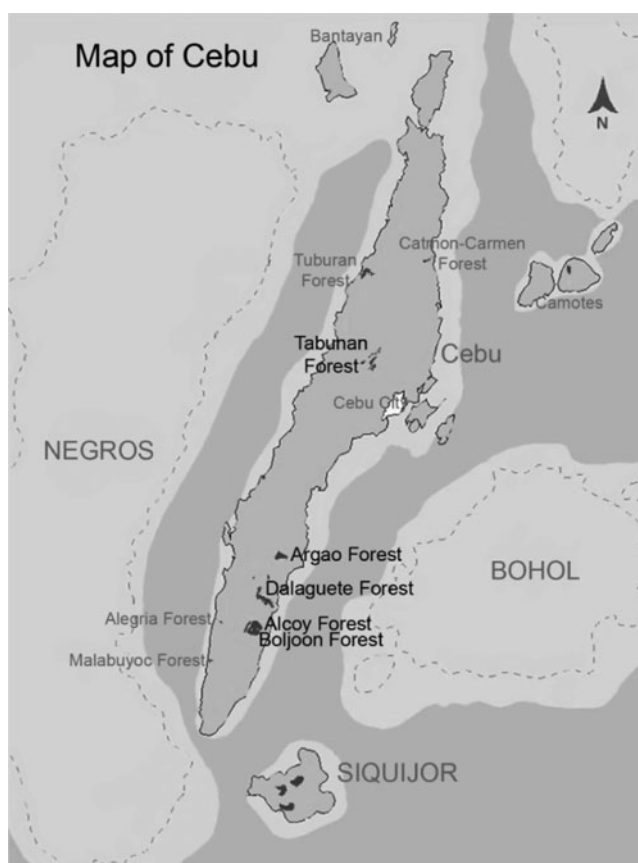 Bantayan
Map of Cebu
N
Tuburan
Forest
Catmon-Carmen
Forest
Camotes
Tabunan
Forest
Cebu
Cebu City
NEGROS
Argao Forest
BOHOL
Dalaguete Forest
Alegria Forest
Alcoy Forest
Boljoon Forest
Malabuyoc Forest
SIQUIJOR